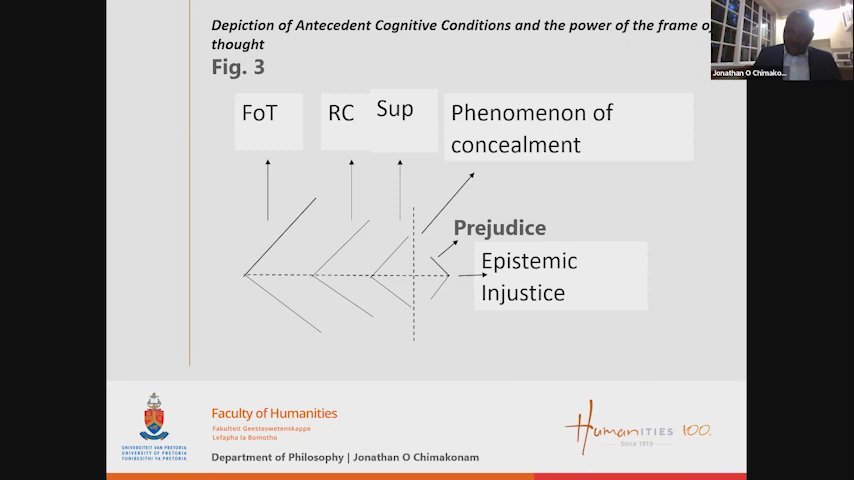 Depiction of Antecedent Cognitive Conditions and the power of the frame of
thought
Fig. 3
Jonathan O Chimako...
FoT
RC
Sup
Phenomenon of
concealment
Prejudice
Epistemic
Injustice
UNIVERSITEIT VAN PRETORIA
UNIVERSITY OF PRETORIA
YUNIBESITHI YA PRETORIA
Faculty of Humanities
Fakulteit Geesteswetenskappe
Lefapha la Bomotho
Department of Philosophy | Jonathan O Chimakonam
Humanities 100.
Since 1919